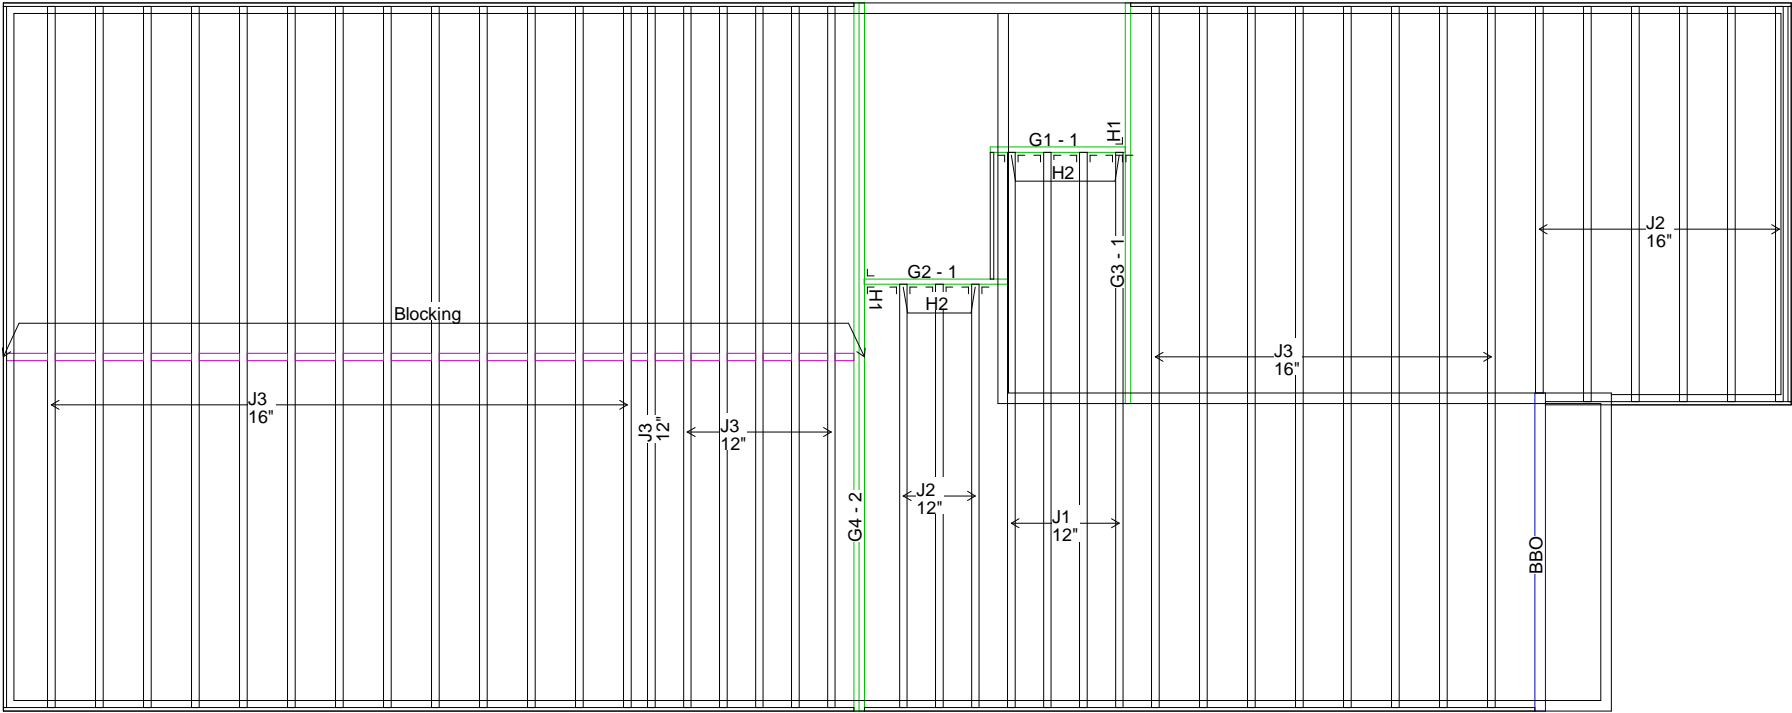 G1 - 1
H1
H2
J2
16"
G3 - 1
G2 - 1
H1
H2
Blocking
J3
16"
J3
16"
J3
12"
J3
12"
G4 - 2
J2
12"
J1
12"
BBO